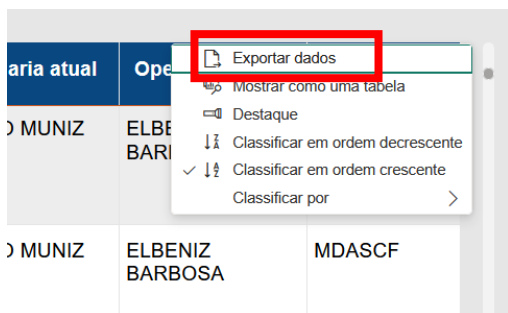 aria atual
Ope
Exportar dados
Mostrar como uma tabela
Destaque
Classificar em ordem decrescente
Classificar em ordem crescente
Classificar por
O MUNIZ
ELBE
BARI
O MUNIZ
ELBENIZ
BARBOSA
MDASCF